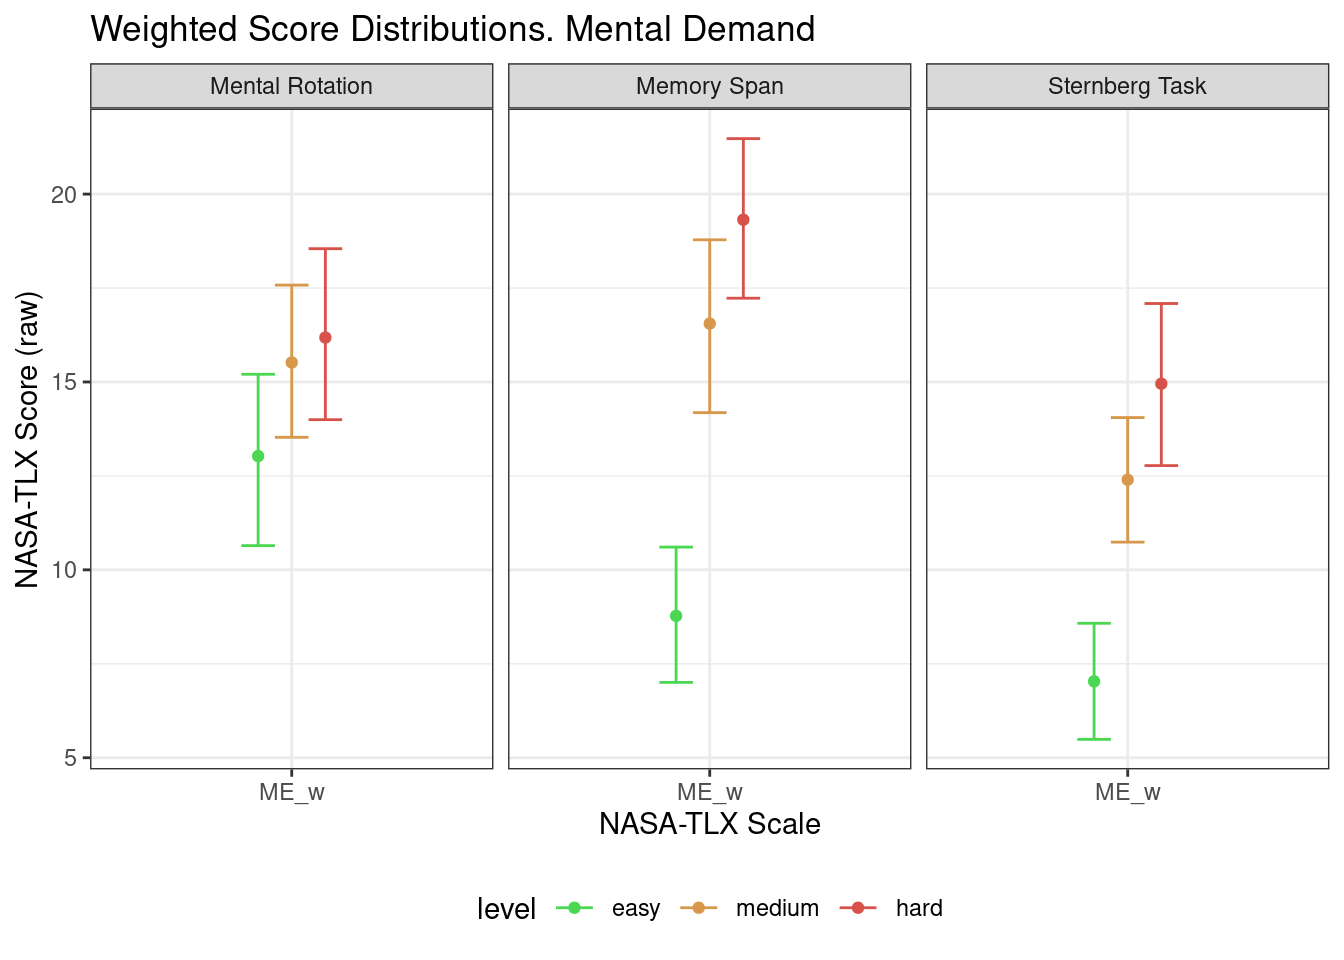 Weighted Score Distributions. Mental Demand
Mental Rotation
Memory Span
Sternberg Task
NASA-TLX Score (raw)
20
15
10
5
ME_w
ME_w
ME_w
NASA-TLX Scale
level easy medium hard